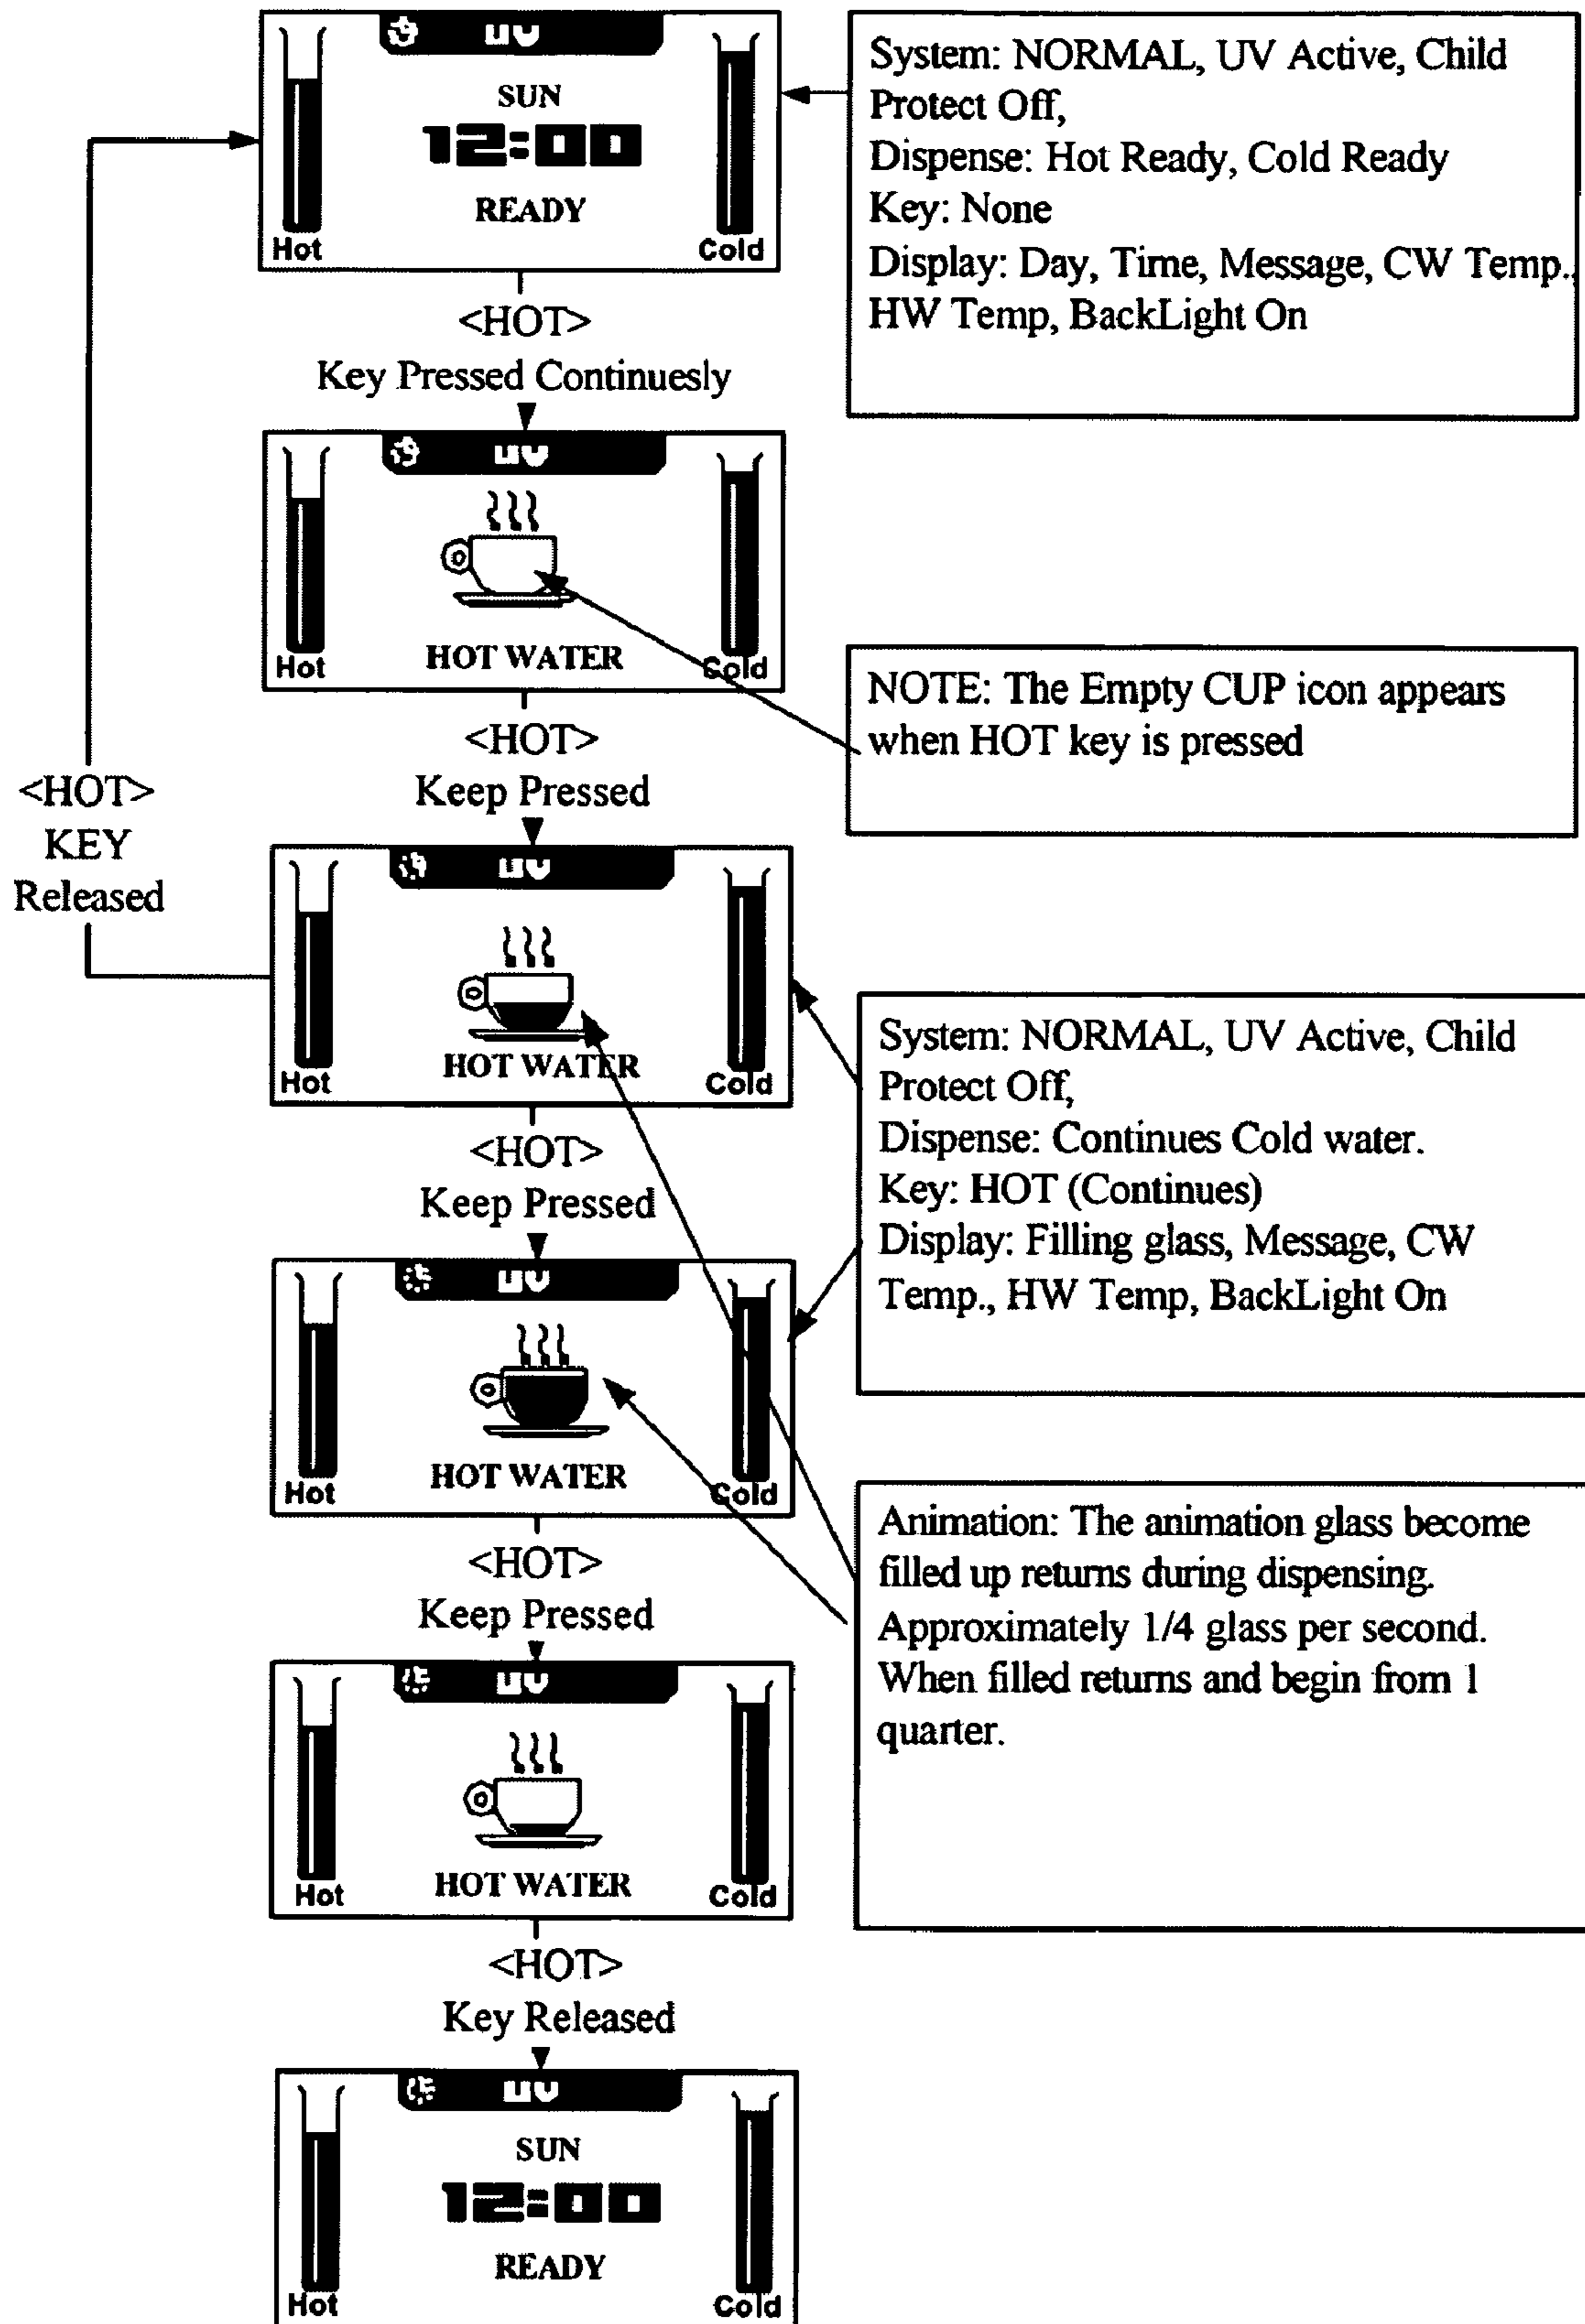 uv
SUN
12:00
READY
Hot
Cold
System: NORMAL, UV Active, Child
Protect Off,
Dispense: Hot Ready, Cold Ready
Key: None
Display: Day, Time, Message, CW Temp.,
HW Temp, BackLight On
<HOT>
Key Pressed Continuesly
uv
HOT WATER
Hot
Cold
NOTE: The Empty CUP icon appears
when HOT key is pressed
<HOT>
Keep Pressed
<HOT>
KEY
Released
uv
HOT WATER
Hot
Cold
System: NORMAL, UV Active, Child
Protect Off,
Dispense: Continues Cold water.
Key: HOT (Continues)
Display: Filling glass, Message, CW
Temp., HW Temp, BackLight On
<HOT>
Keep Pressed
uv
HOT WATER
Hot
Cold
Animation: The animation glass become
filled up returns during dispensing.
Approximately 1/4 glass per second.
When filled returns and begin from 1
quarter.
<HOT>
Keep Pressed
uv
HOT WATER
Hot
Cold
<HOT>
Key Released
uv
SUN
12:00
READY
Hot
Cold